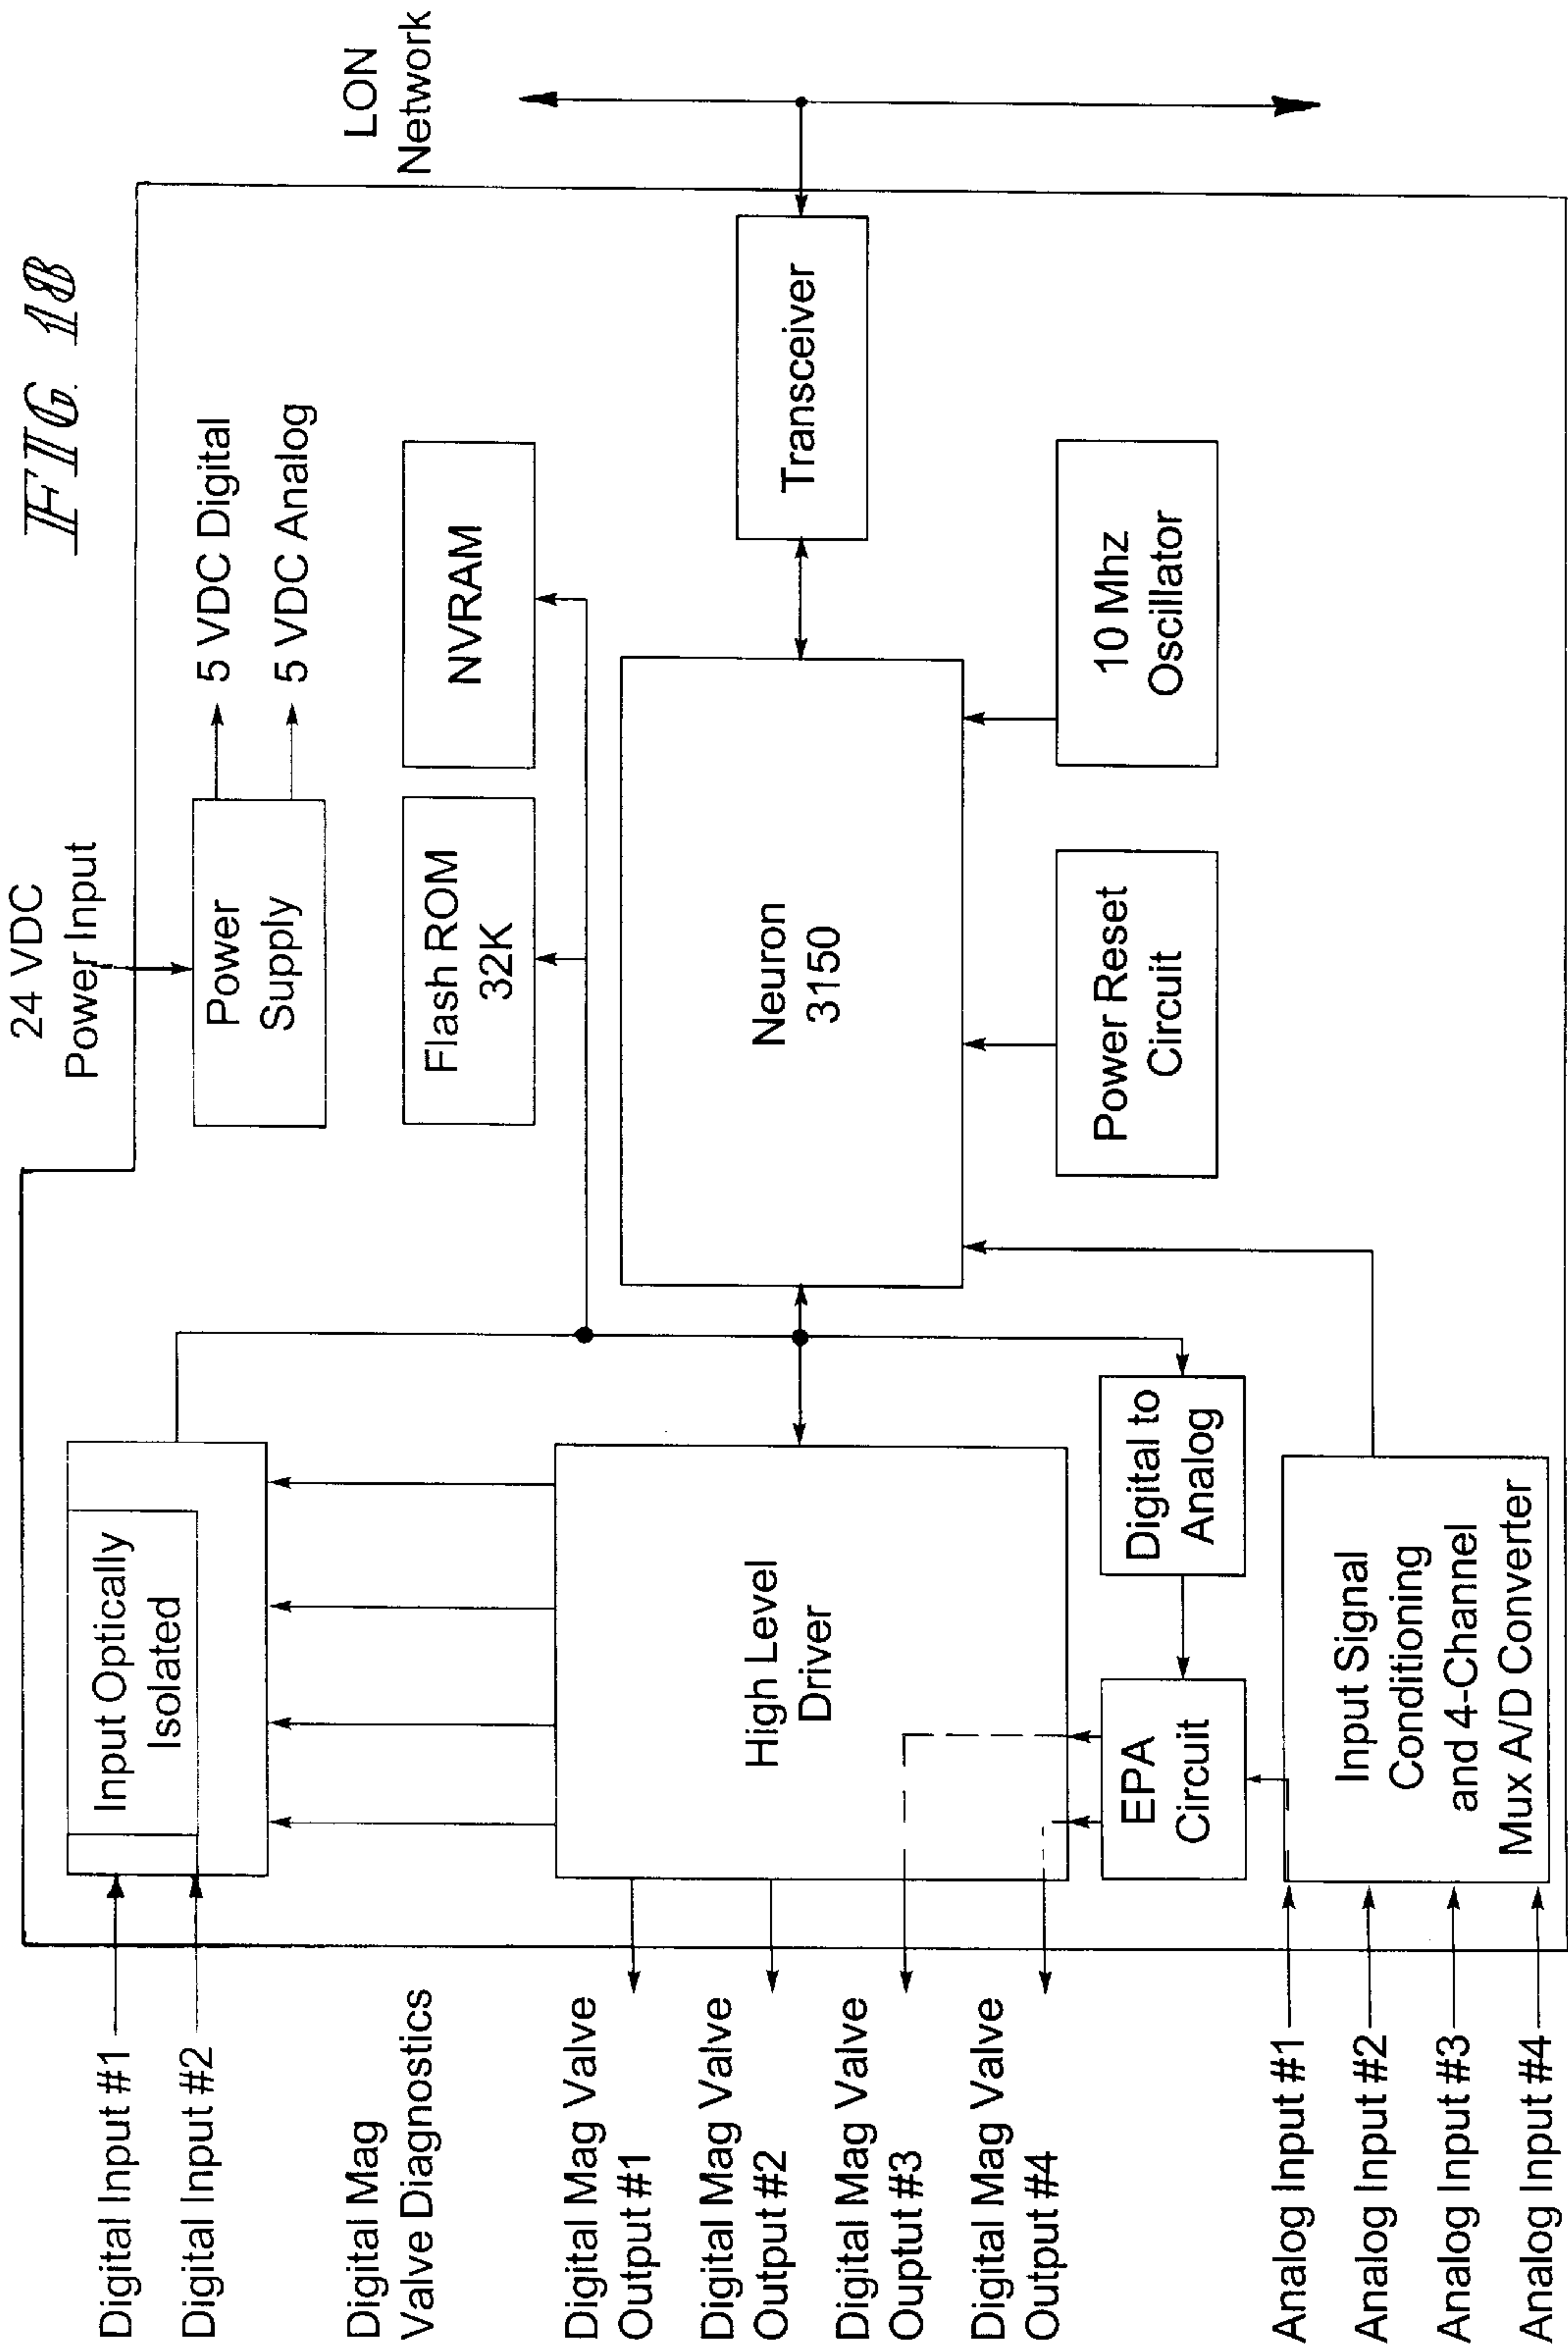 FIG 1B
24 VDC
Power Input
LON
Network
Power
Supply
5 VDC Digital
5 VDC Analog
Flash ROM
32K
NVRAM
Neuron
3150
Transceiver
Power Reset
Circuit
10 Mhz
Oscillator
Input Optically
Isolated
High Level
Driver
Digital to
Analog
EPA
Circuit
Input Signal
Conditioning
and 4-Channel
Mux A/D Converter
Digital Input #1
Digital Input #2
Digital Mag
Valve Diagnostics
Digital Mag Valve
Output #1
Digital Mag Valve
Output #2
Digital Mag Valve
Ouptut #3
Digital Mag Valve
Output #4
Analog Input #1
Analog Input #2
Analog Input #3
Analog Input #4